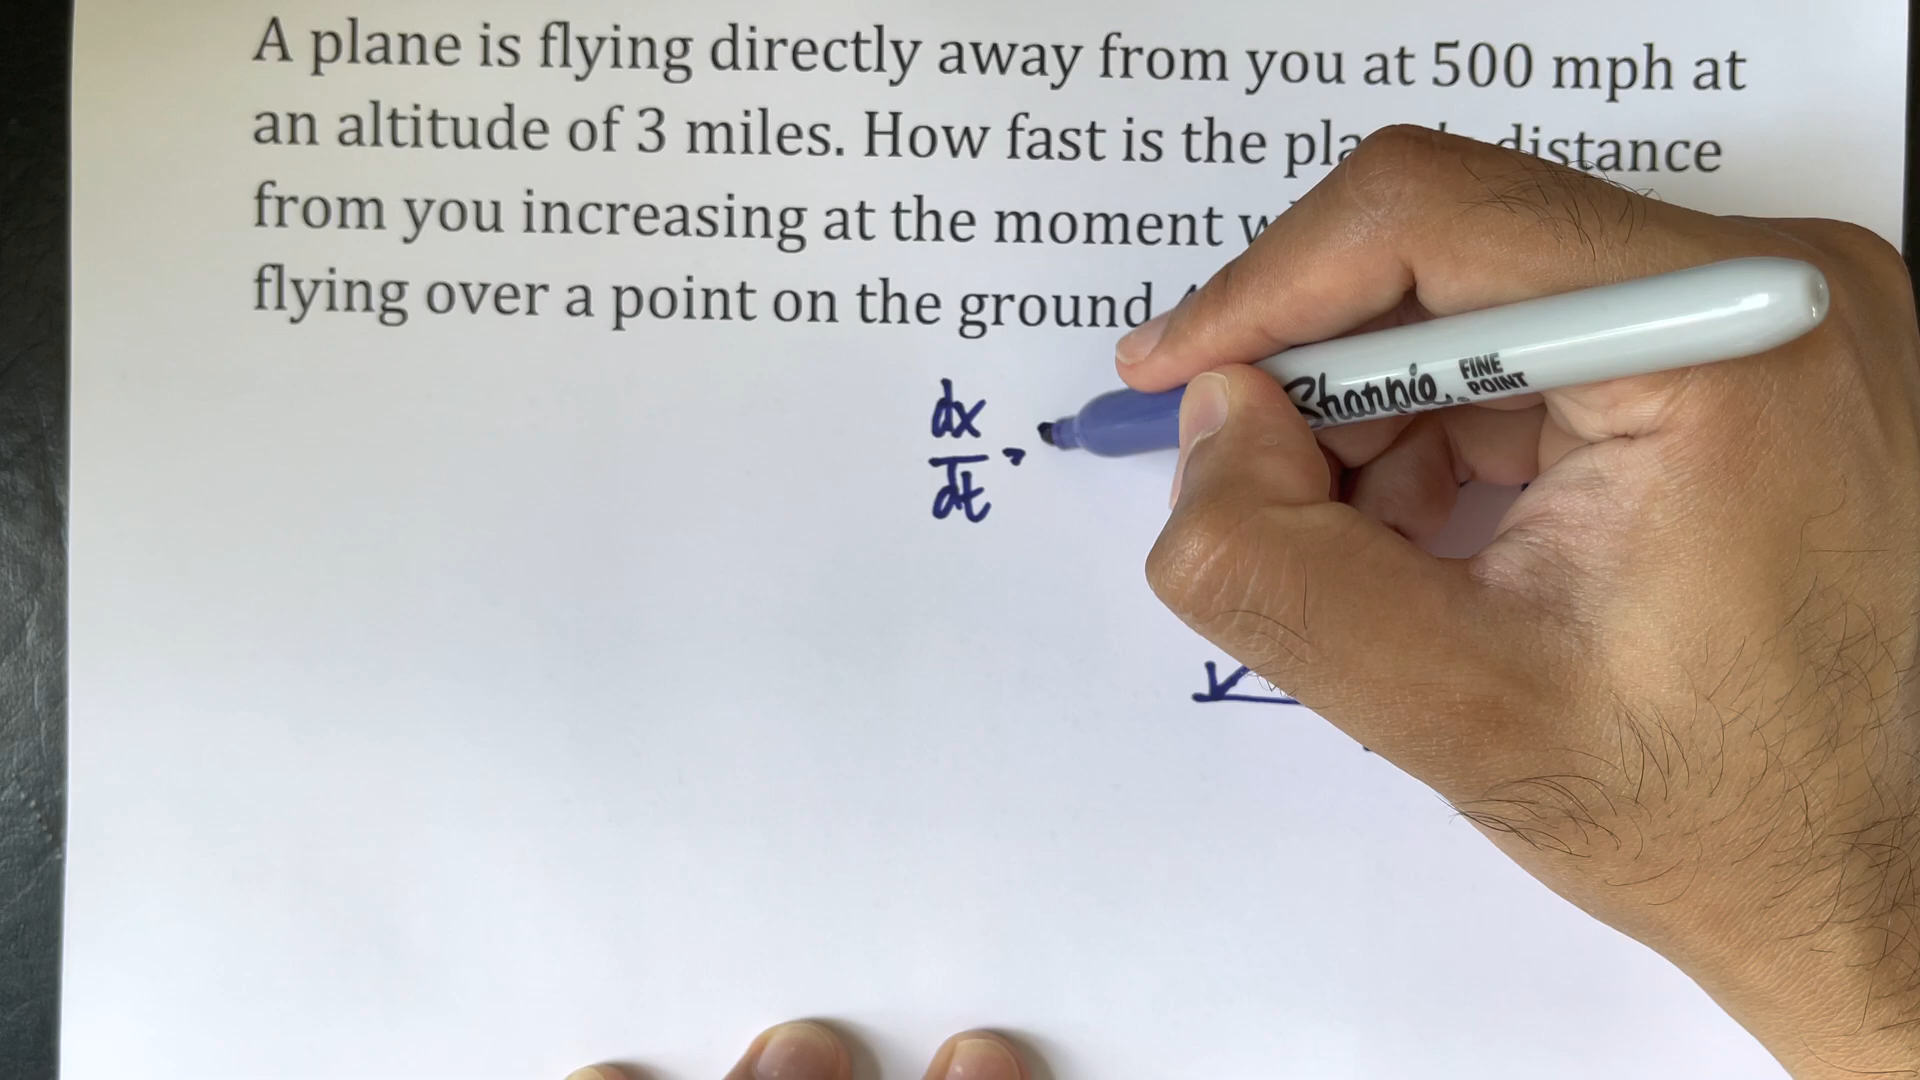 A plane is flying directly away from you at 500 mph at
an altitude of 3 miles. How fast is the distance
from you increasing at the moment
flying over a point on the ground
dx
dt =
Sharpie FINE
POINT